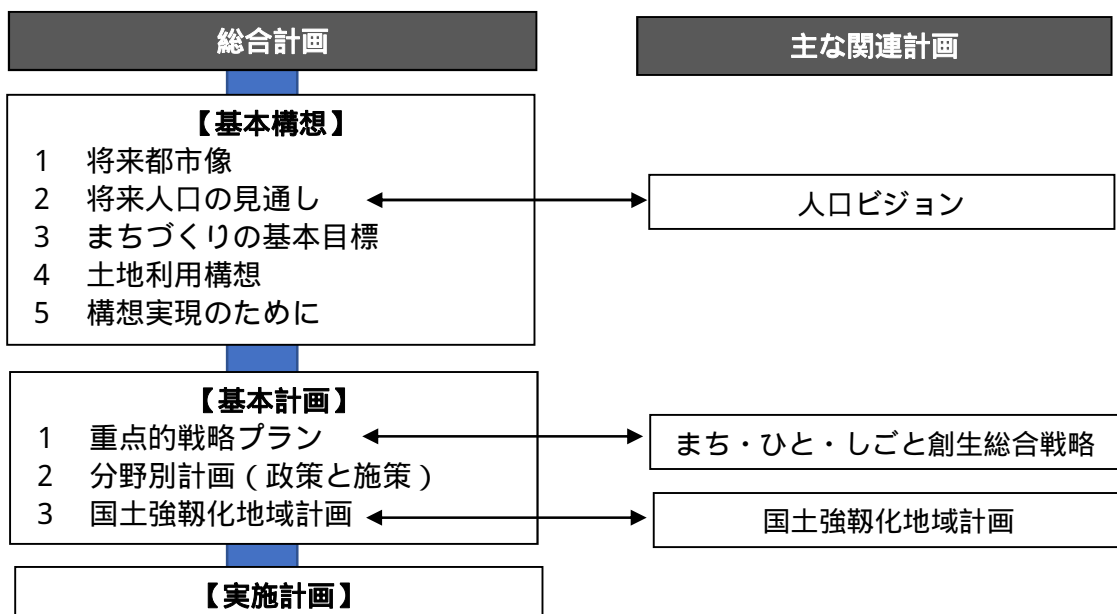 総合計画
主な関連計画
【基本構想】
1 将来都市像
2 将来人口の見通し
人口ビジョン
3 まちづくりの基本目標
4 土地利用構想
5 構想実現のために
【基本計画】
1 重点的戦略プラン
まち・ひと・しごと創生総合戦略
2 分野別計画(政策と施策)
3 国土強靱化地域計画
国土強靱化地域計画
【実施計画】